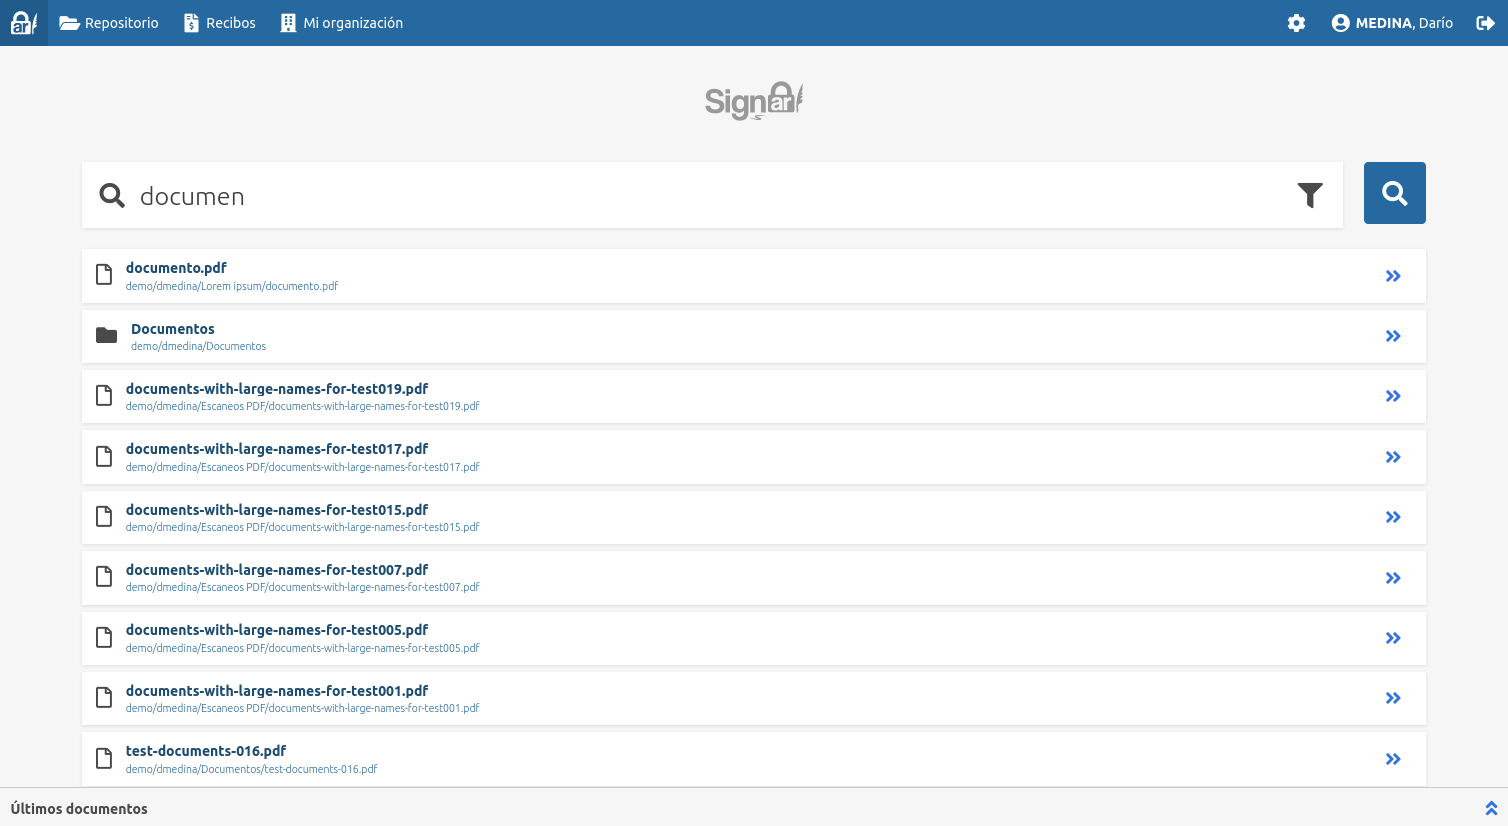 ar
Repositorio
Recibos
Mi organización
MEDINA, Darío
Signar
documen
documento.pdf
demo/dmedina/Lorem ipsum/documento.pdf
Documentos
demo/dmedina/Documentos
documents-with-large-names-for-test019.pdf
demo/dmedina/Escaneos PDF/documents-with-large-names-for-test019.pdf
documents-with-large-names-for-test017.pdf
demo/dmedina/Escaneos PDF/documents-with-large-names-for-test017.pdf
documents-with-large-names-for-test015.pdf
demo/dmedina/Escaneos PDF/documents-with-large-names-for-test015.pdf
documents-with-large-names-for-test007.pdf
demo/dmedina/Escaneos PDF/documents-with-large-names-for-test007.pdf
documents-with-large-names-for-test005.pdf
demo/dmedina/Escaneos PDF/documents-with-large-names-for-test005.pdf
documents-with-large-names-for-test001.pdf
demo/dmedina/Escaneos PDF/documents-with-large-names-for-test001.pdf
test-documents-016.pdf
demo/dmedina/Documentos/test-documents-016.pdf
Últimos documentos